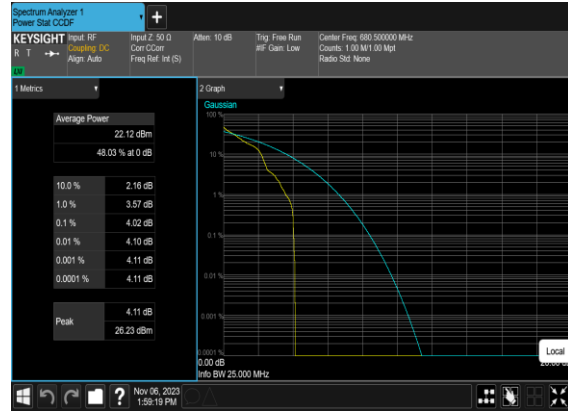 Spectrum Analyzer 1
Power Stat CCDF
KEYSIGHT
R T
LW
Input: RF
Coupling: DC
Align: Auto
Input Z: 50 Ω
Corr CCorr
Freq Ref: Int (S)
Atten: 10 dB
Trig: Free Run
#IF Gain: Low
Center Freq: 680.500000 MHz
Counts: 1.00 M/1.00 Mpt
Radio Std: None
1 Metrics
Average Power
22.12 dBm
48.03 % at 0 dB
10.0 % 2.16 dB
1.0 % 3.57 dB
0.1 % 4.02 dB
0.01 % 4.10 dB
0.001 % 4.11 dB
0.0001 % 4.11 dB
Peak
4.11 dB
26.23 dBm
2 Graph
Gaussian
100 %
10 %
1 %
0.1 %
0.01 %
0.001 %
0.0001 %
0.00 dB
Info BW 25.000 MHz
Local
?
Nov 06, 2023
1:59:19 PM